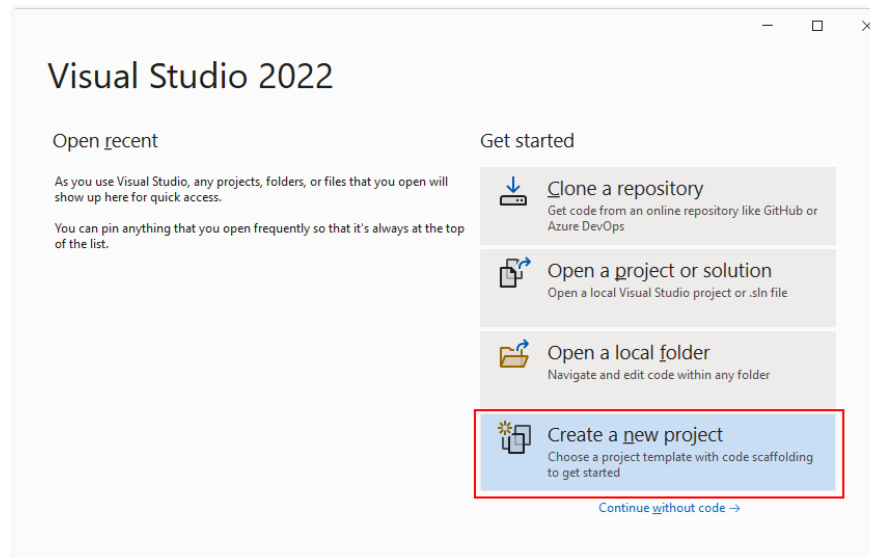 Visual Studio 2022
Open recent
As you use Visual Studio, any projects, folders, or files that you open will
show up here for quick access.
You can pin anything that you open frequently so that it's always at the top
of the list.
Get started
Clone a repository
Get code from an online repository like GitHub or
Azure DevOps
Open a project or solution
Open a local Visual Studio project or .sln file
Open a local folder
Navigate and edit code within any folder
Create a new project
Choose a project template with code scaffolding
to get started
Continue without code →